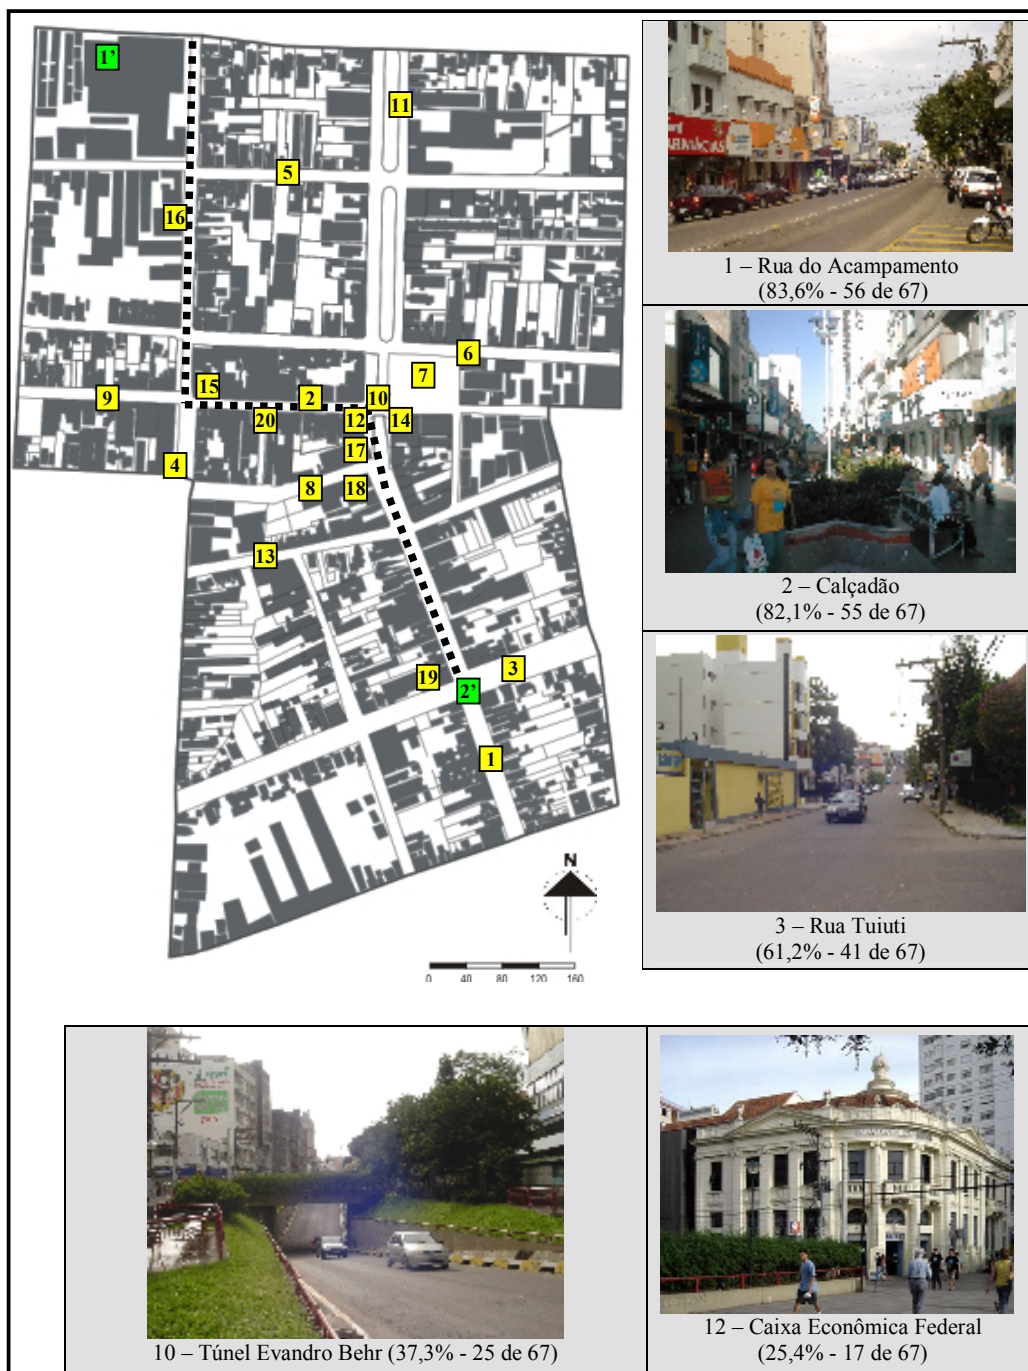 1'
11
5
16
6
7
15
2
10
9
20
12
14
17
4
8
18
13
3
19
2'
1
N
0 40 80 120 160
1 – Rua do Acampamento
(83,6% - 56 de 67)
2 – Calçadão
(82,1% - 55 de 67)
3 – Rua Tuiuti
(61,2% - 41 de 67)
10 – Túnel Evandro Behr (37,3% - 25 de 67)
12 – Caixa Econômica Federal
(25,4% - 17 de 67)